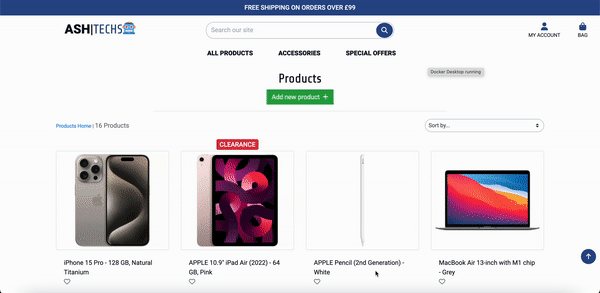 FREE SHIPPING ON ORDERS OVER £99
ASH|TECHS
Search our site
MY ACCOUNT
BAG
ALL PRODUCTS
ACCESSORIES
SPECIAL OFFERS
Docker Desktop running
Products
Add new product +
Products Home | 16 Products
Sort by...
CLEARANCE
iPhone 15 Pro - 128 GB, Natural
Titanium
APPLE 10.9" iPad Air (2022) - 64
GB, Pink
APPLE Pencil (2nd Generation) -
White
MacBook Air 13-inch with M1 chip
- Grey